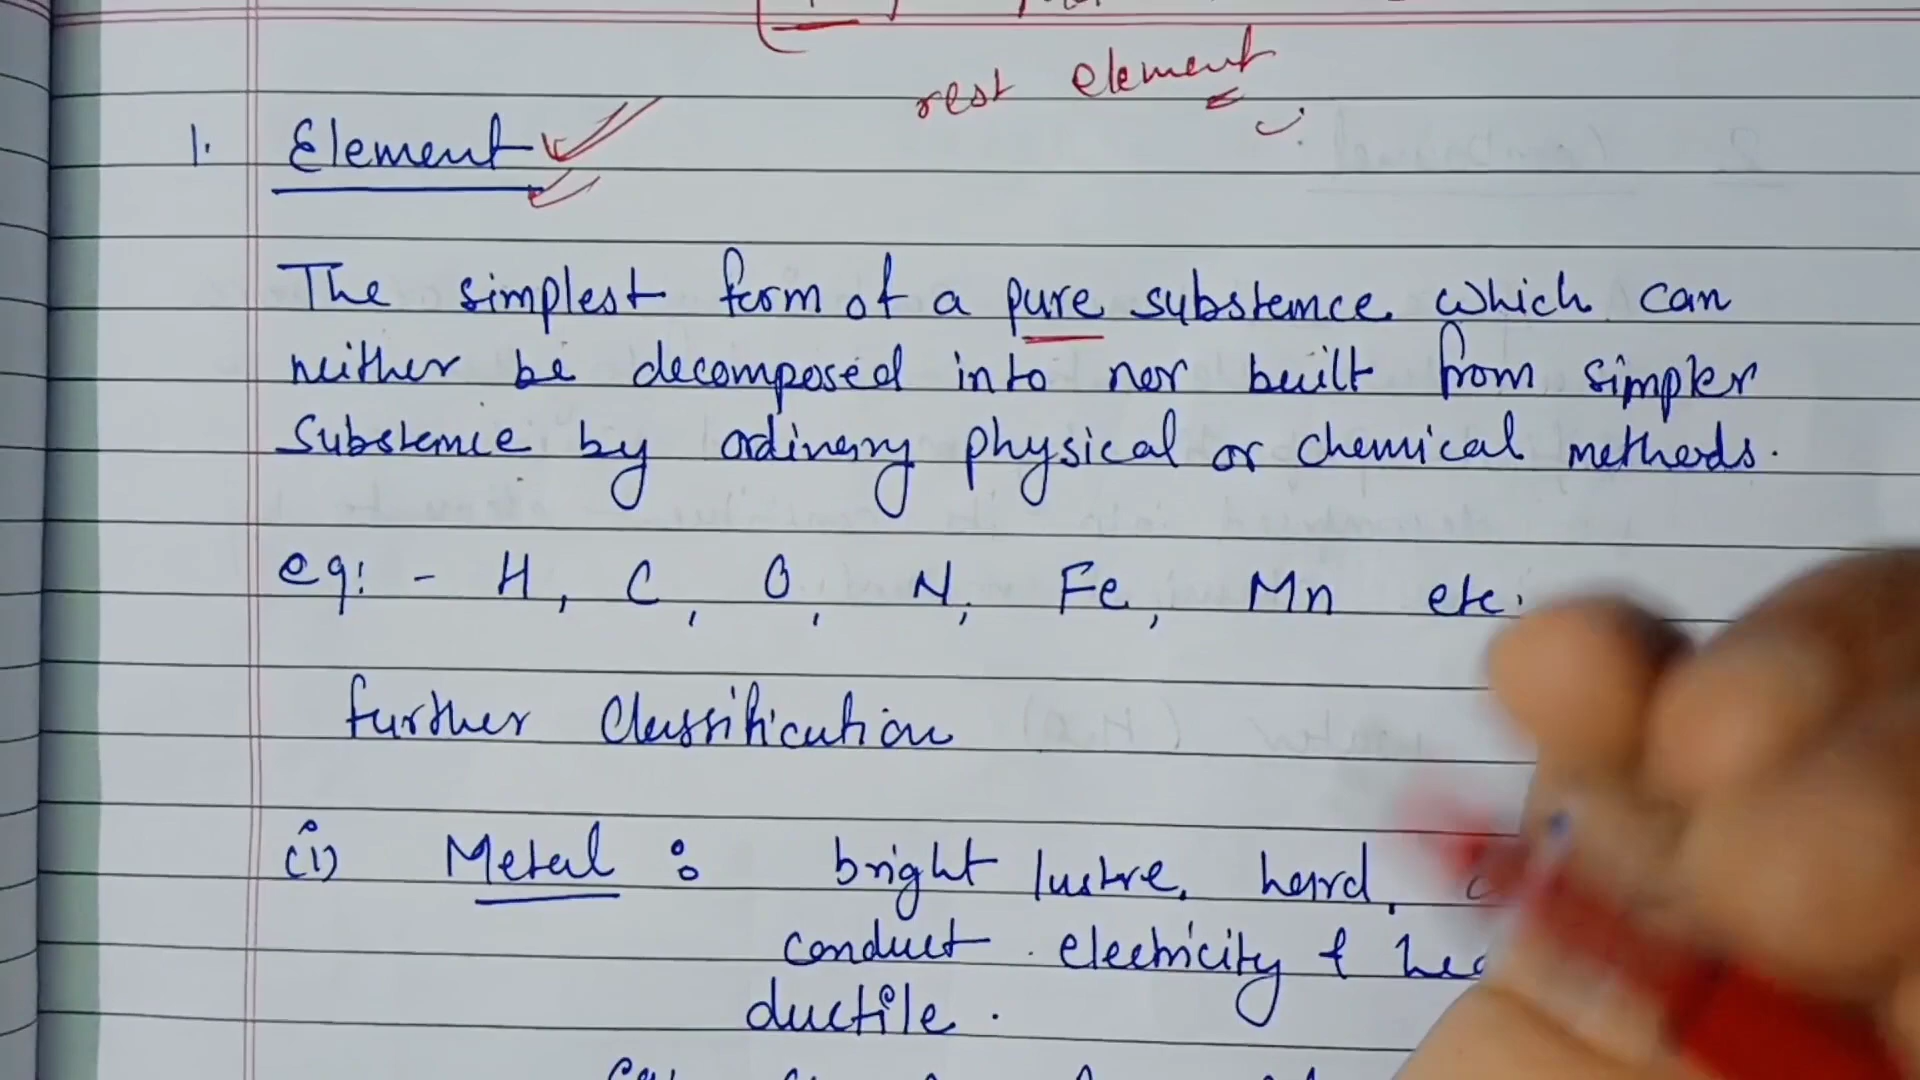 rest element
1. Element
The simplest form of a pure substance which can
neither be decomposed into nor built from simpler
substance by ordinary physical or chemical methods.
eg:- H, C, O, N, Fe, Mn etc.
further Classification
(i) Metal : bright lustre, hard,
conduct electricity &
ductile.